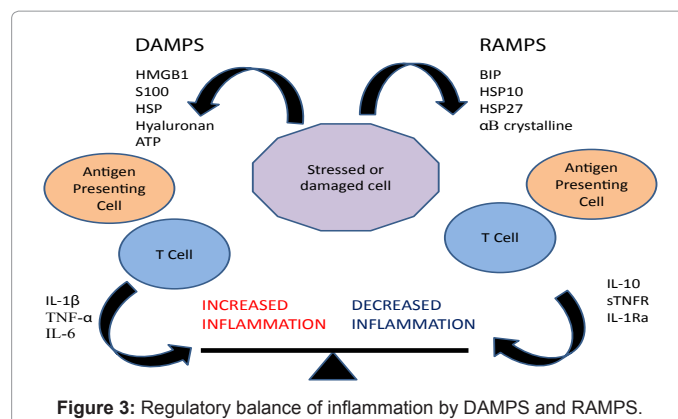 DAMPS
HMGB1
S100
HSP
Hyaluronan
ATP
RAMPS
BIP
HSP10
HSP27
αB crystalline
Stressed or
damaged cell
Antigen
Presenting
Cell
T Cell
Antigen
Presenting
Cell
T Cell
IL-1β
TNF-α
IL-6
INCREASED
INFLAMMATION
DECREASED
INFLAMMATION
IL-10
sTNFR
IL-1Ra
Figure 3: Regulatory balance of inflammation by DAMPS and RAMPS.